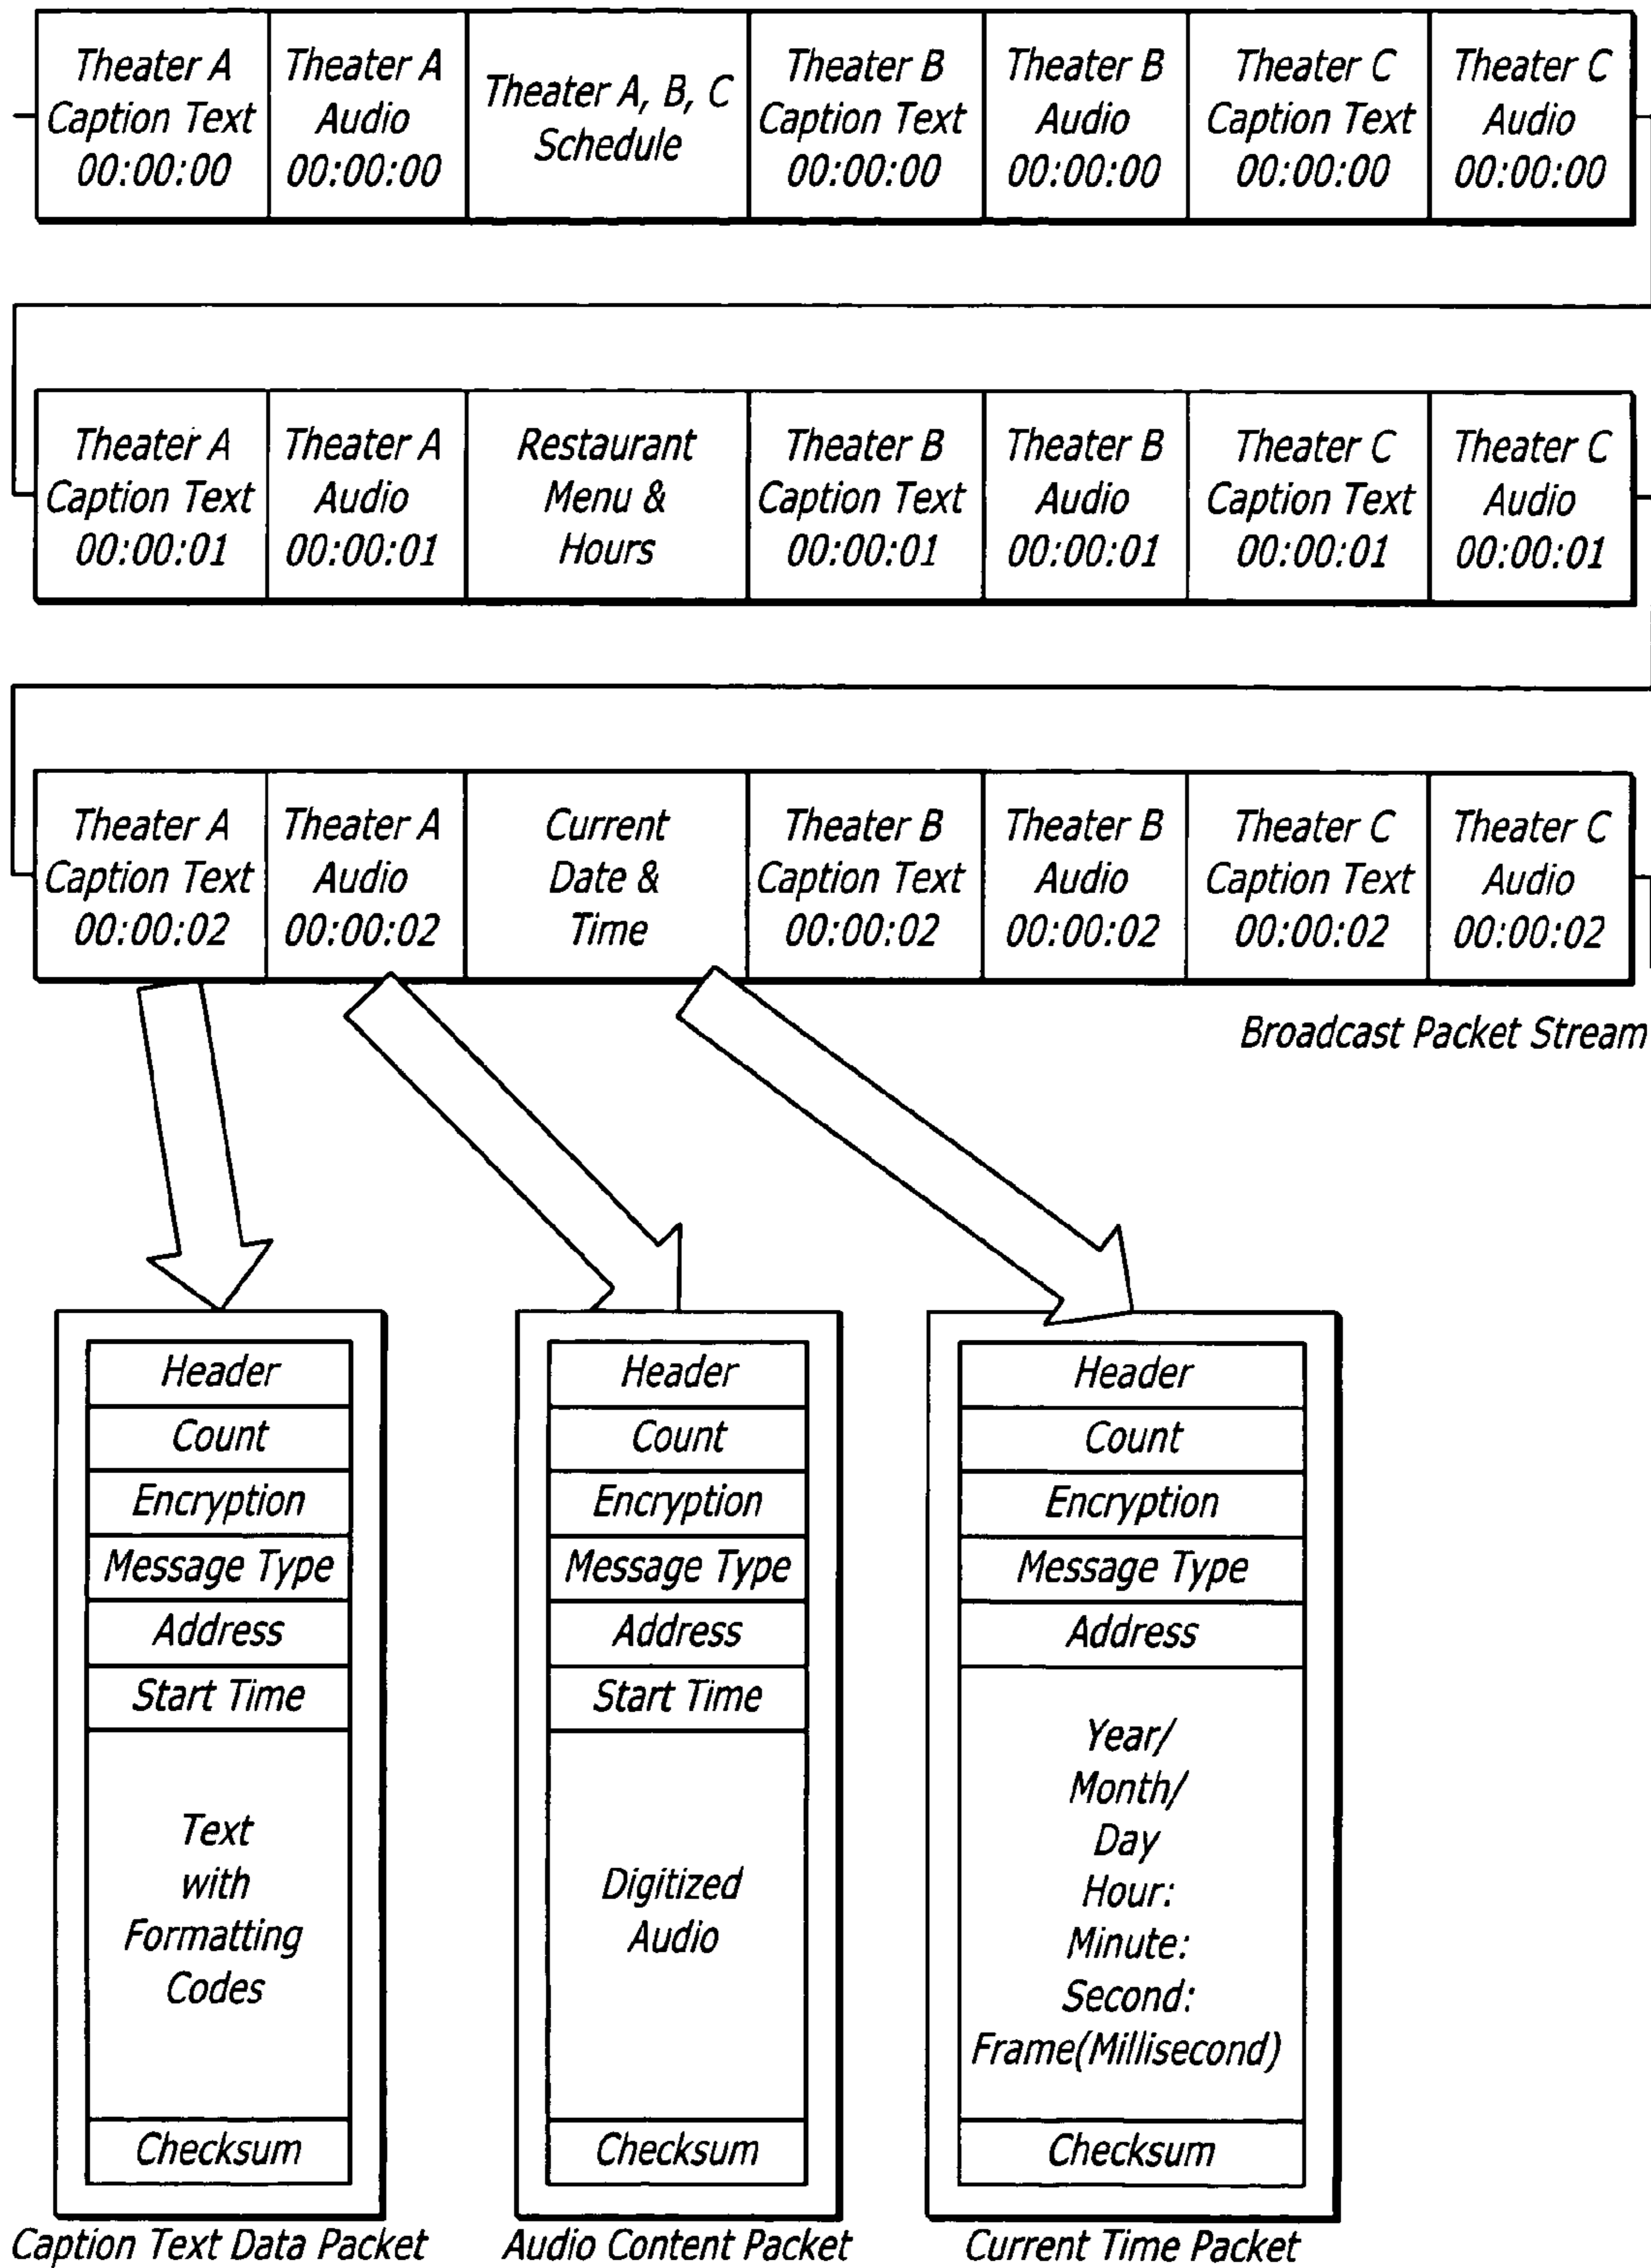 Theater A
Caption Text
00:00:00
Theater A
Audio
00:00:00
Theater A, B, C
Schedule
Theater B
Caption Text
00:00:00
Theater B
Audio
00:00:00
Theater C
Caption Text
00:00:00
Theater C
Audio
00:00:00
Theater A
Caption Text
00:00:01
Theater A
Audio
00:00:01
Restaurant
Menu &
Hours
Theater B
Caption Text
00:00:01
Theater B
Audio
00:00:01
Theater C
Caption Text
00:00:01
Theater C
Audio
00:00:01
Theater A
Caption Text
00:00:02
Theater A
Audio
00:00:02
Current
Date &
Time
Theater B
Caption Text
00:00:02
Theater B
Audio
00:00:02
Theater C
Caption Text
00:00:02
Theater C
Audio
00:00:02
Broadcast Packet Stream
Header
Count
Encryption
Message Type
Address
Start Time
Text
with
Formatting
Codes
Checksum
Caption Text Data Packet
Header
Count
Encryption
Message Type
Address
Start Time
Digitized
Audio
Checksum
Audio Content Packet
Header
Count
Encryption
Message Type
Address
Year/
Month/
Day
Hour:
Minute:
Second:
Frame(Millisecond)
Checksum
Current Time Packet